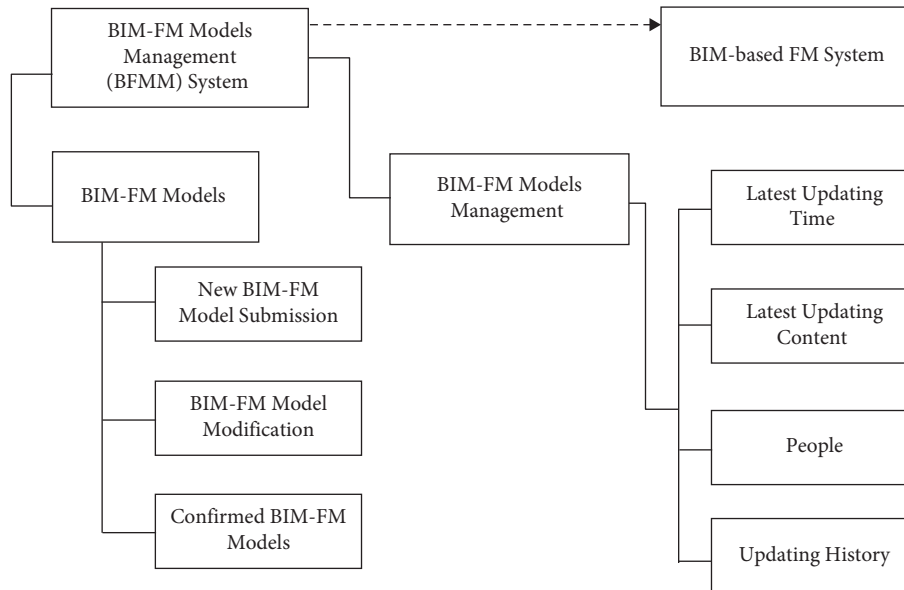 BIM-FM Models
Management
(BFMM) System
BIM-based FM System
BIM-FM Models
BIM-FM Models
Management
Latest Updating
Time
New BIM-FM
Model Submission
Latest Updating
Content
BIM-FM Model
Modification
People
Confirmed BIM-FM
Models
Updating History